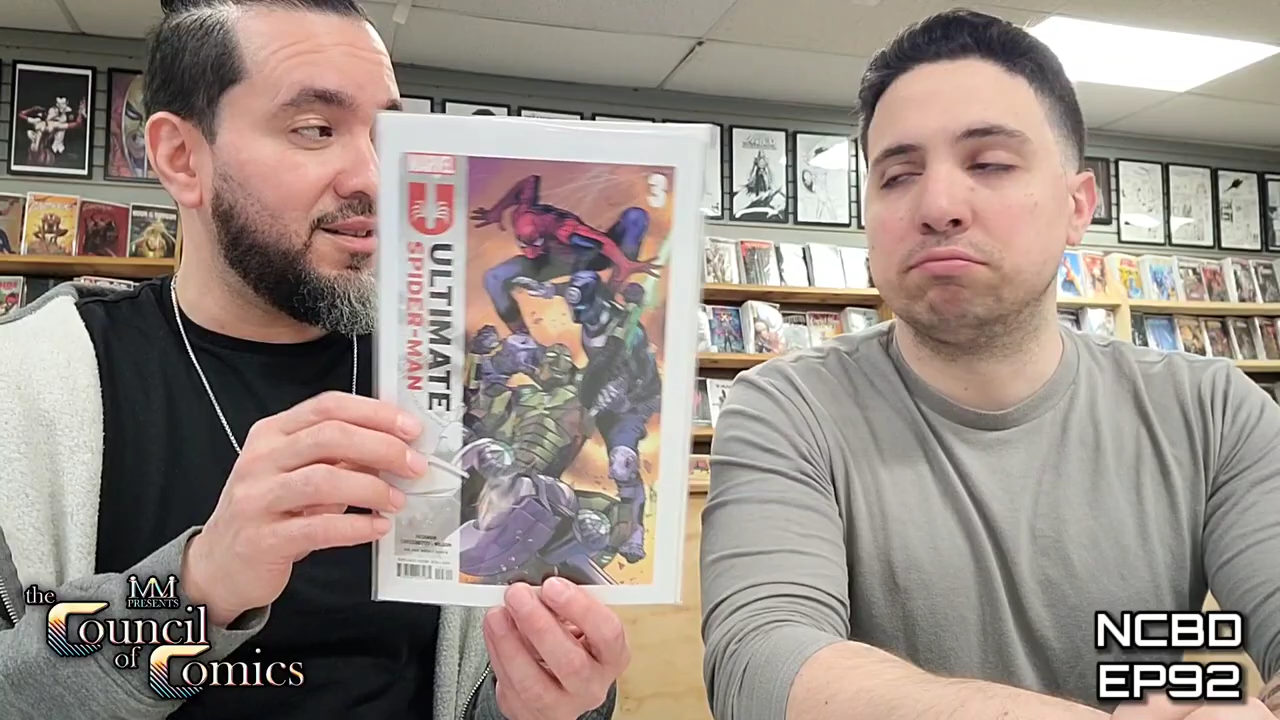 MARVEL
3
ULTIMATE
SPIDER-MAN
MM
PRESENTS
the
Council
of
Comics
NCBD
EP92